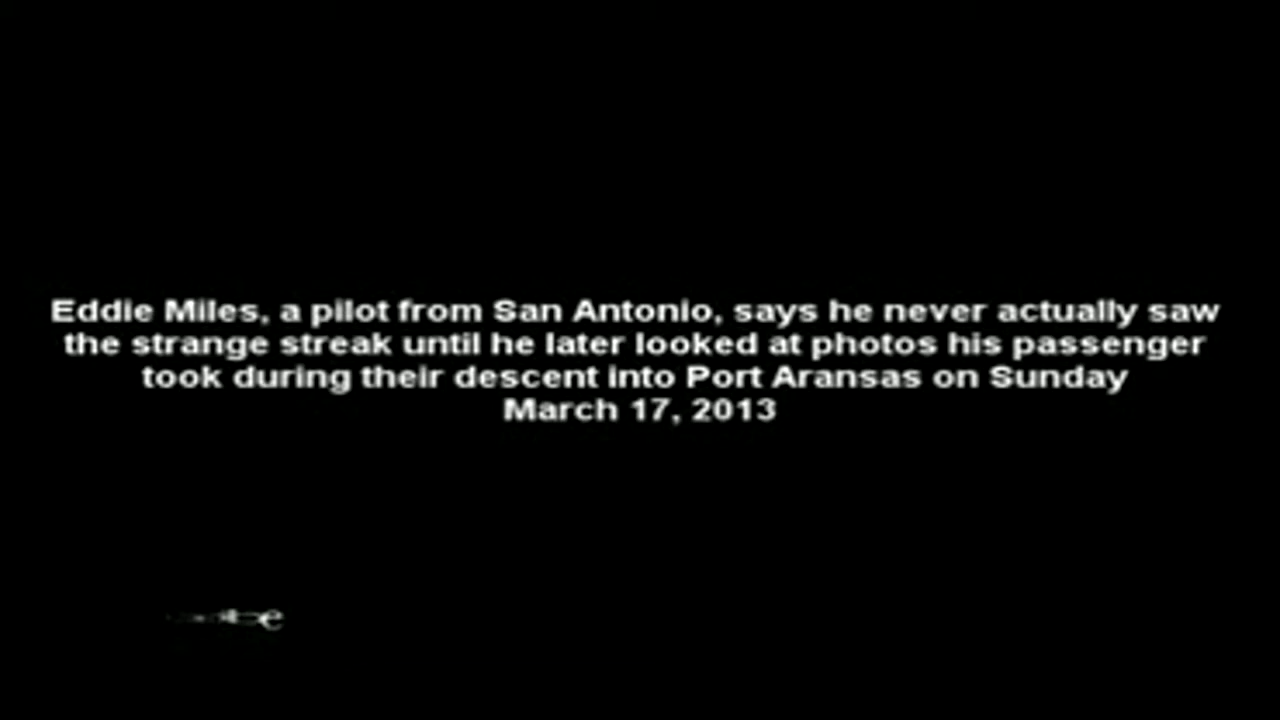 Eddie Miles, a pilot from San Antonio, says he never actually saw
the strange streak until he later looked at photos his passenger
took during their descent into Port Aransas on Sunday
March 17, 2013